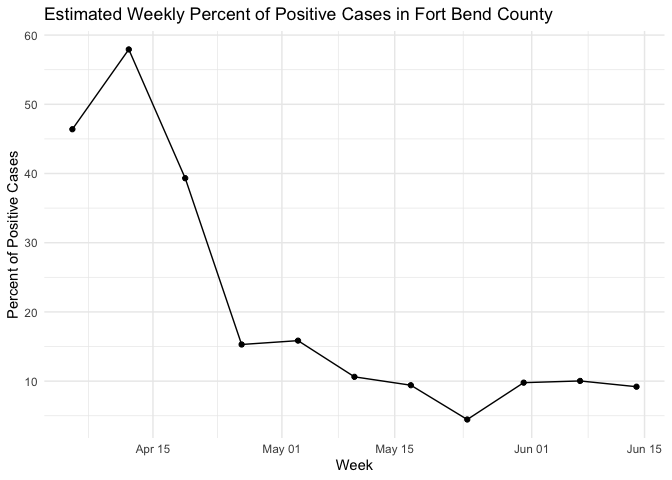 Estimated Weekly Percent of Positive Cases in Fort Bend County
60
50
40
30
20
10
Percent of Positive Cases
Apr 15 May 01 May 15 Jun 01 Jun 15
Week